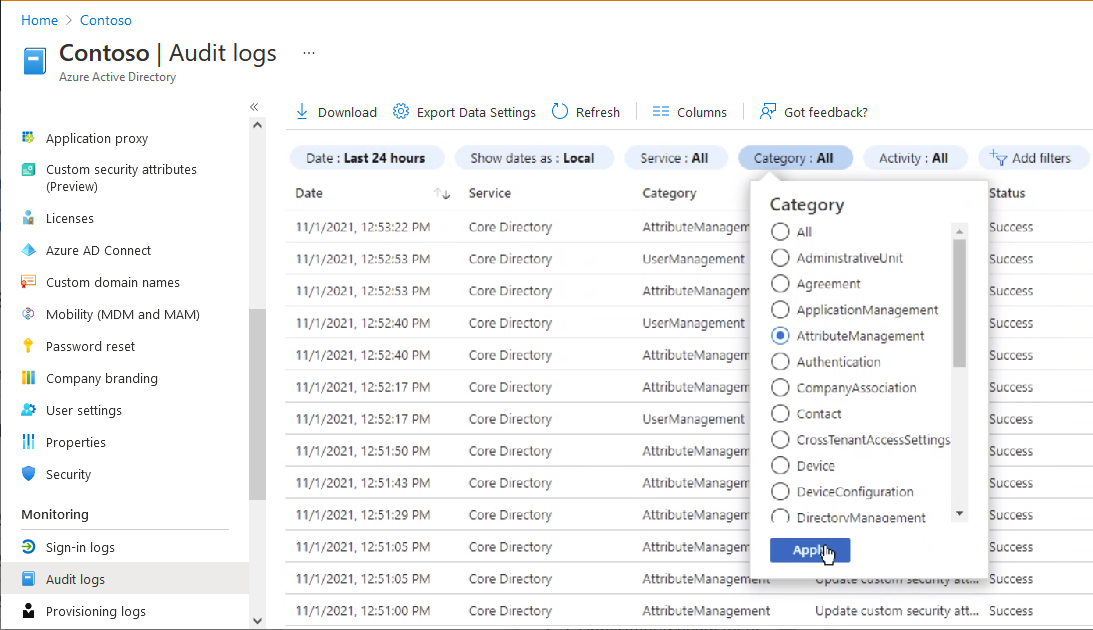 Home > Contoso
Contoso | Audit logs ...
Azure Active Directory
Application proxy
Custom security attributes
(Preview)
Licenses
Azure AD Connect
Custom domain names
Mobility (MDM and MAM)
Password reset
Company branding
User settings
Properties
Security
Monitoring
Sign-in logs
Audit logs
Provisioning logs
Download Export Data Settings Refresh Columns Got feedback?
Date : Last 24 hours Show dates as : Local Service : All Category : All Activity : All Add filters
Date Service Category Status
11/1/2021, 12:53:22 PM Core Directory AttributeManagem Success
11/1/2021, 12:52:53 PM Core Directory UserManagement Success
11/1/2021, 12:52:53 PM Core Directory AttributeManagem Success
11/1/2021, 12:52:40 PM Core Directory UserManagement Success
11/1/2021, 12:52:40 PM Core Directory AttributeManagem Success
11/1/2021, 12:52:17 PM Core Directory AttributeManagem Success
11/1/2021, 12:52:17 PM Core Directory UserManagement Success
11/1/2021, 12:51:50 PM Core Directory AttributeManagem Success
11/1/2021, 12:51:43 PM Core Directory AttributeManagem Success
11/1/2021, 12:51:29 PM Core Directory AttributeManagem Success
11/1/2021, 12:51:05 PM Core Directory AttributeManagem Success
11/1/2021, 12:51:05 PM Core Directory AttributeManagement Update custom security att... Success
11/1/2021, 12:51:00 PM Core Directory AttributeManagement Update custom security att... Success
Category
All
AdministrativeUnit
Agreement
ApplicationManagement
AttributeManagement
Authentication
CompanyAssociation
Contact
CrossTenantAccessSettings
Device
DeviceConfiguration
DirectoryManagement
Apply